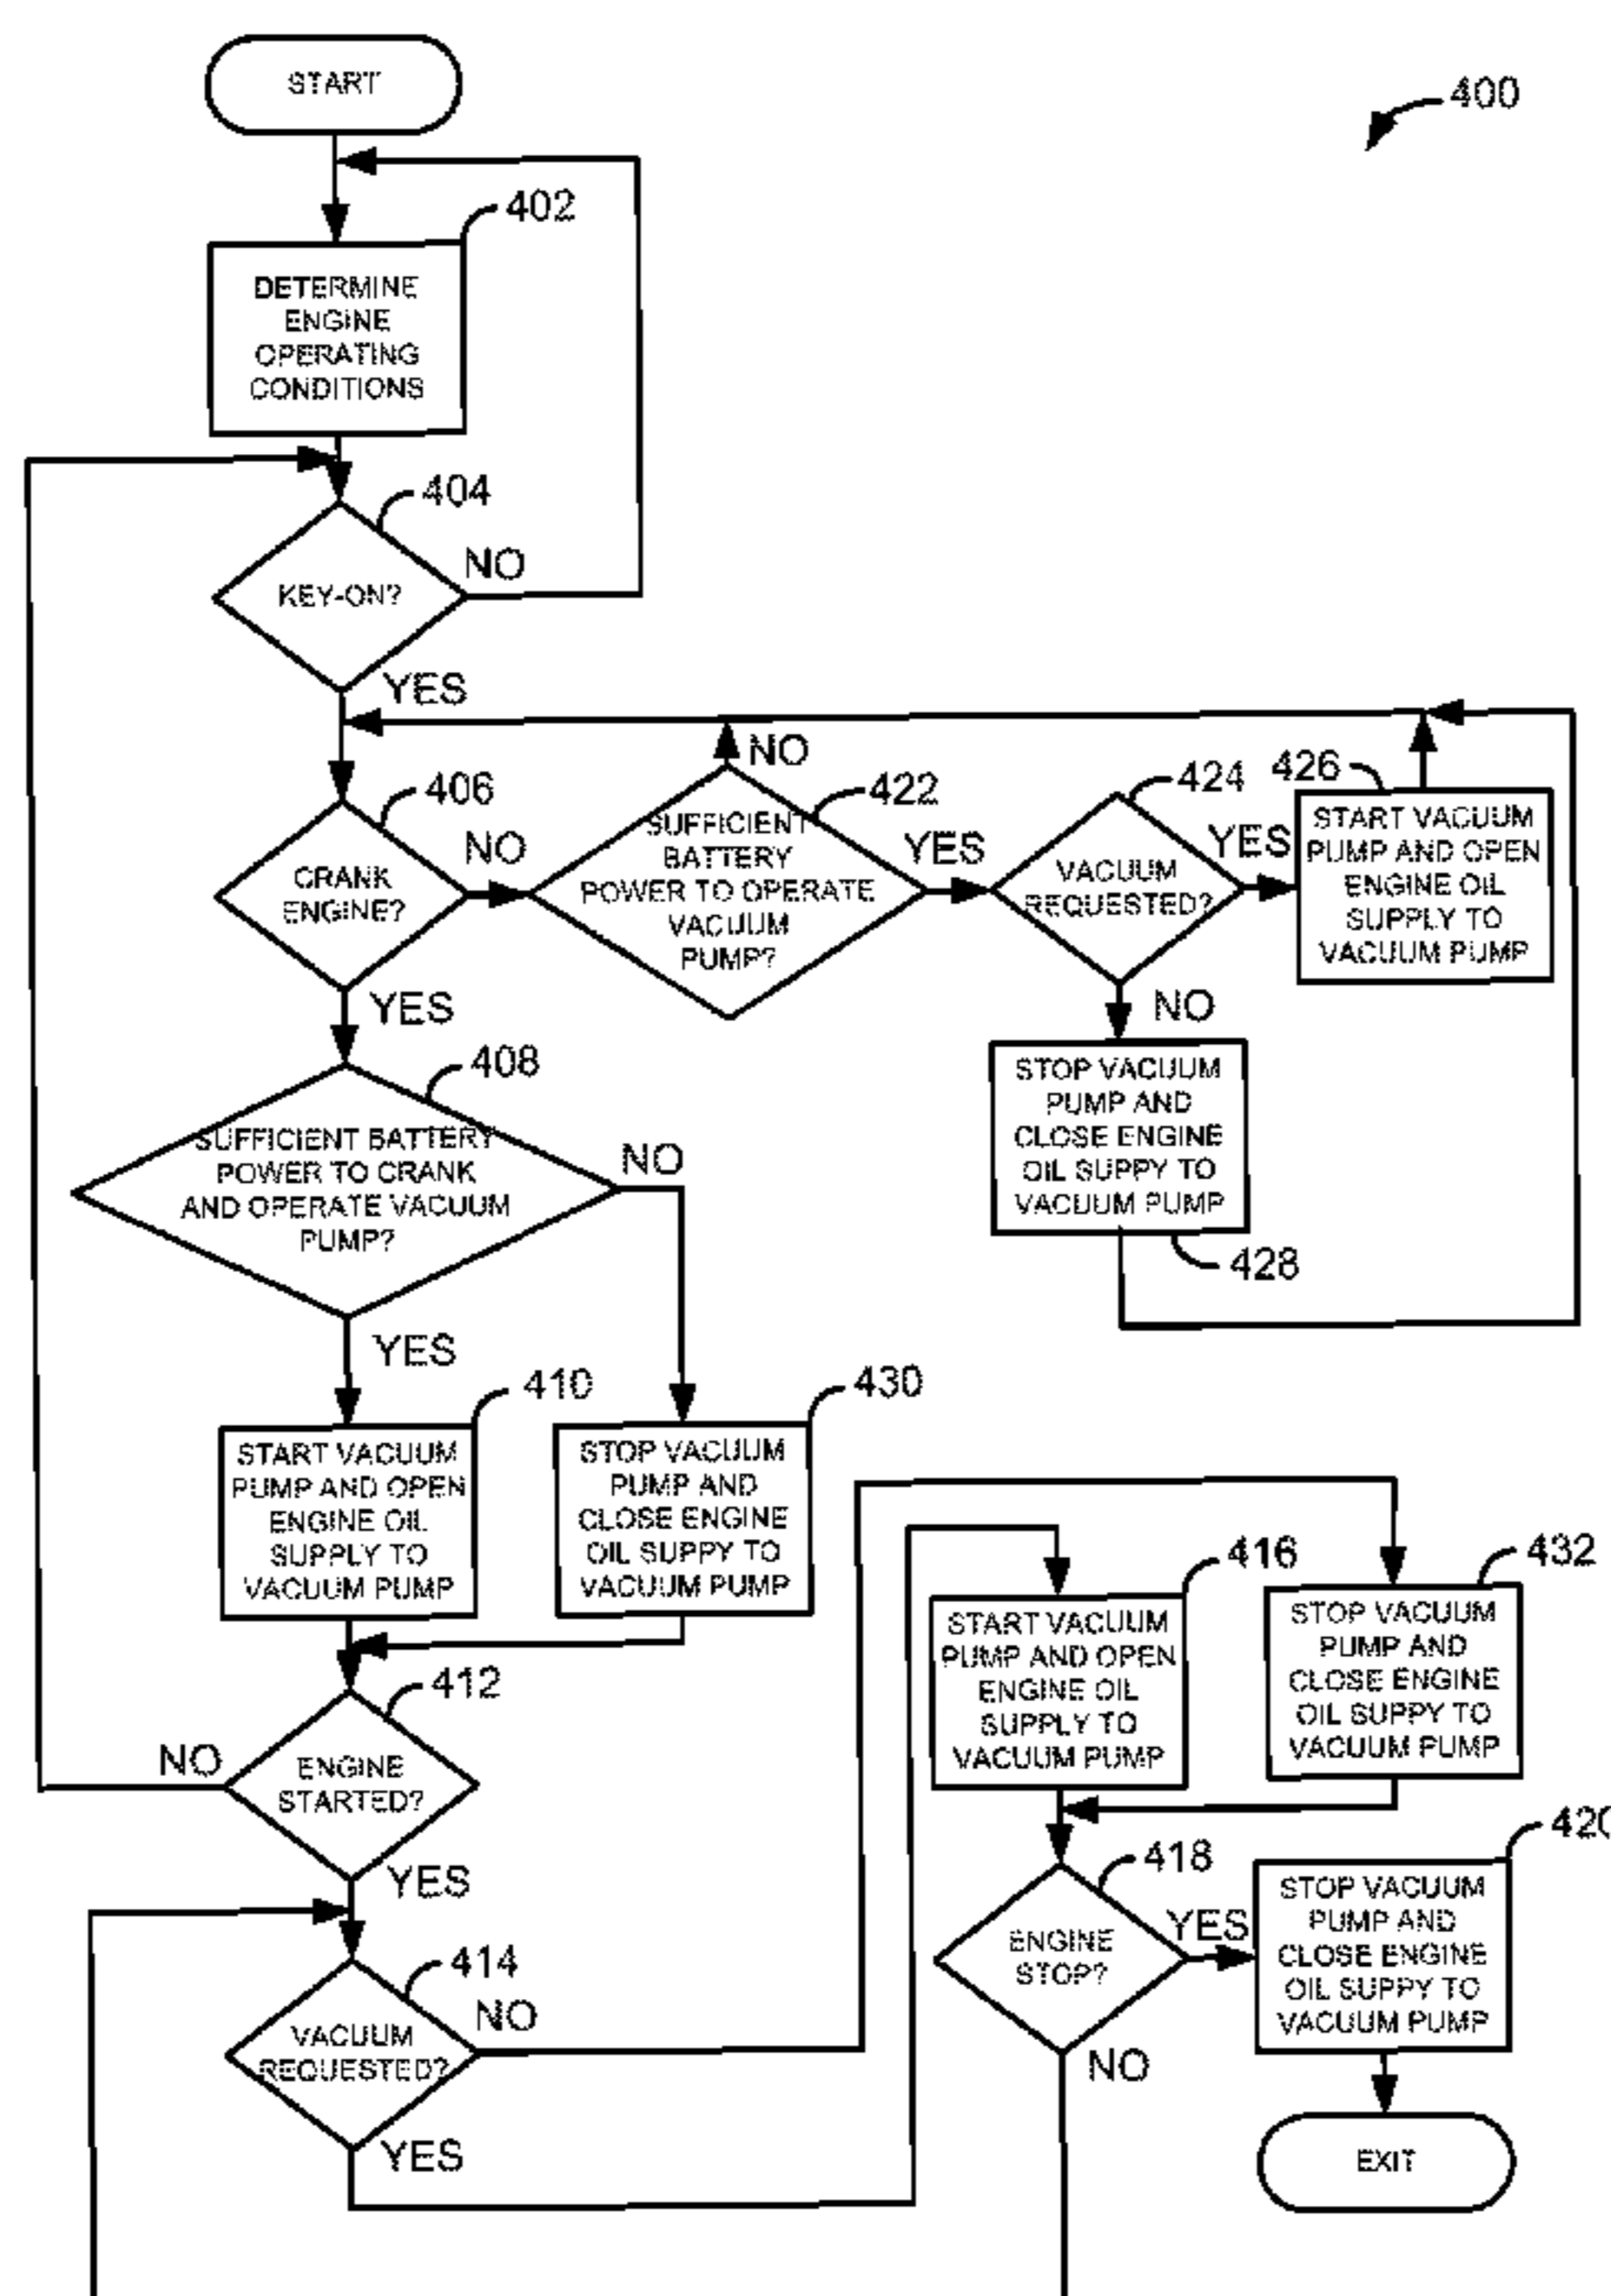 START
400
402
DETERMINE
ENGINE
OPERATING
CONDITIONS
404
KEY-ON?
NO
YES
406
CRANK
ENGINE?
NO
YES
422
SUFFICIENT
BATTERY
POWER TO OPERATE
VACUUM
PUMP?
NO
YES
424
VACUUM
REQUESTED?
YES
NO
426
START VACUUM
PUMP AND OPEN
ENGINE OIL
SUPPLY TO
VACUUM PUMP
STOP VACUUM
PUMP AND
CLOSE ENGINE
OIL SUPPY TO
VACUUM PUMP
428
408
SUFFICIENT BATTERY
POWER TO CRANK
AND OPERATE VACUUM
PUMP?
NO
YES
410
START VACUUM
PUMP AND OPEN
ENGINE OIL
SUPPLY TO
VACUUM PUMP
430
STOP VACUUM
PUMP AND
CLOSE ENGINE
OIL SUPPY TO
VACUUM PUMP
412
ENGINE
STARTED?
NO
YES
414
VACUUM
REQUESTED?
NO
YES
416
START VACUUM
PUMP AND OPEN
ENGINE OIL
SUPPLY TO
VACUUM PUMP
432
STOP VACUUM
PUMP AND
CLOSE ENGINE
OIL SUPPY TO
VACUUM PUMP
418
ENGINE
STOP?
YES
NO
420
STOP VACUUM
PUMP AND
CLOSE ENGINE
OIL SUPPY TO
VACUUM PUMP
EXIT